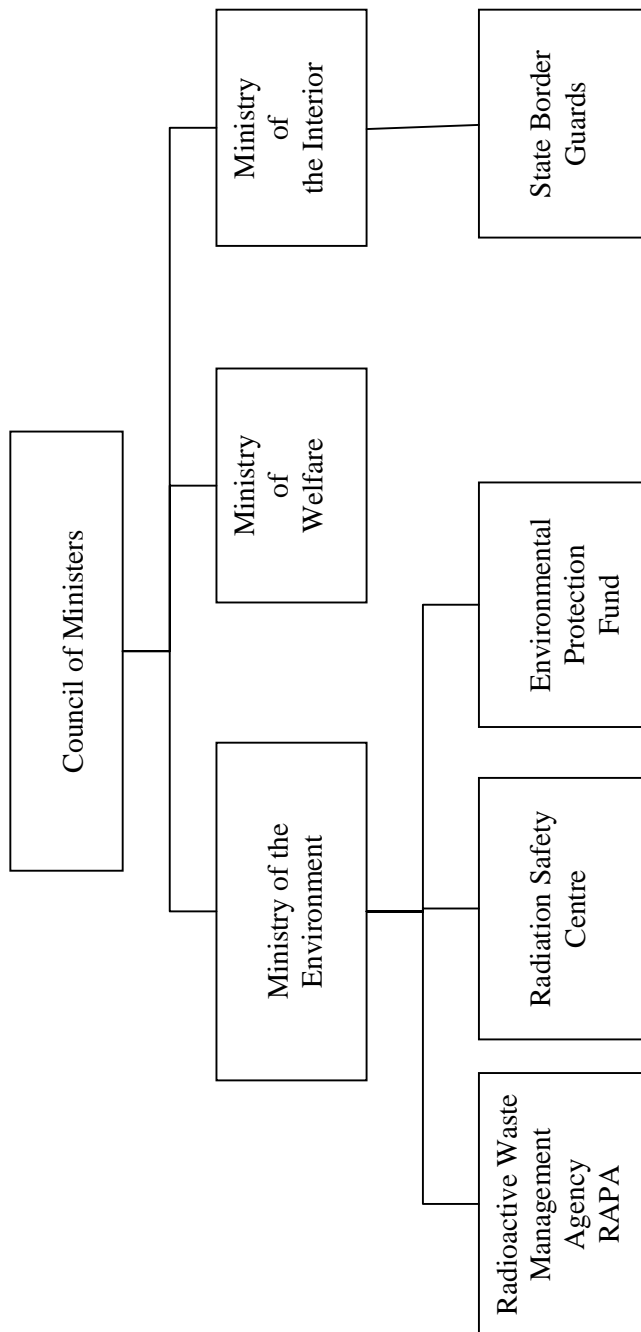 Council of Ministers
Ministry of the
Environment
Ministry
of
Welfare
Ministry
of
the Interior
Radioactive Waste
Management
Agency
RAPA
Radiation Safety
Centre
Environmental
Protection
Fund
State Border
Guards